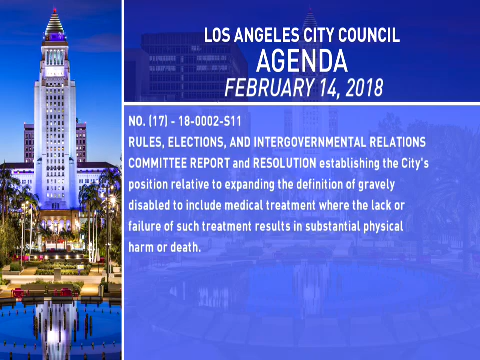 LOS ANGELES CITY COUNCIL
AGENDA
FEBRUARY 14, 2018
NO. (17) - 18-0002-S11
RULES, ELECTIONS, AND INTERGOVERNMENTAL RELATIONS
COMMITTEE REPORT and RESOLUTION establishing the City's
position relative to expanding the definition of gravely
disabled to include medical treatment where the lack or
failure of such treatment results in substantial physical
harm or death.